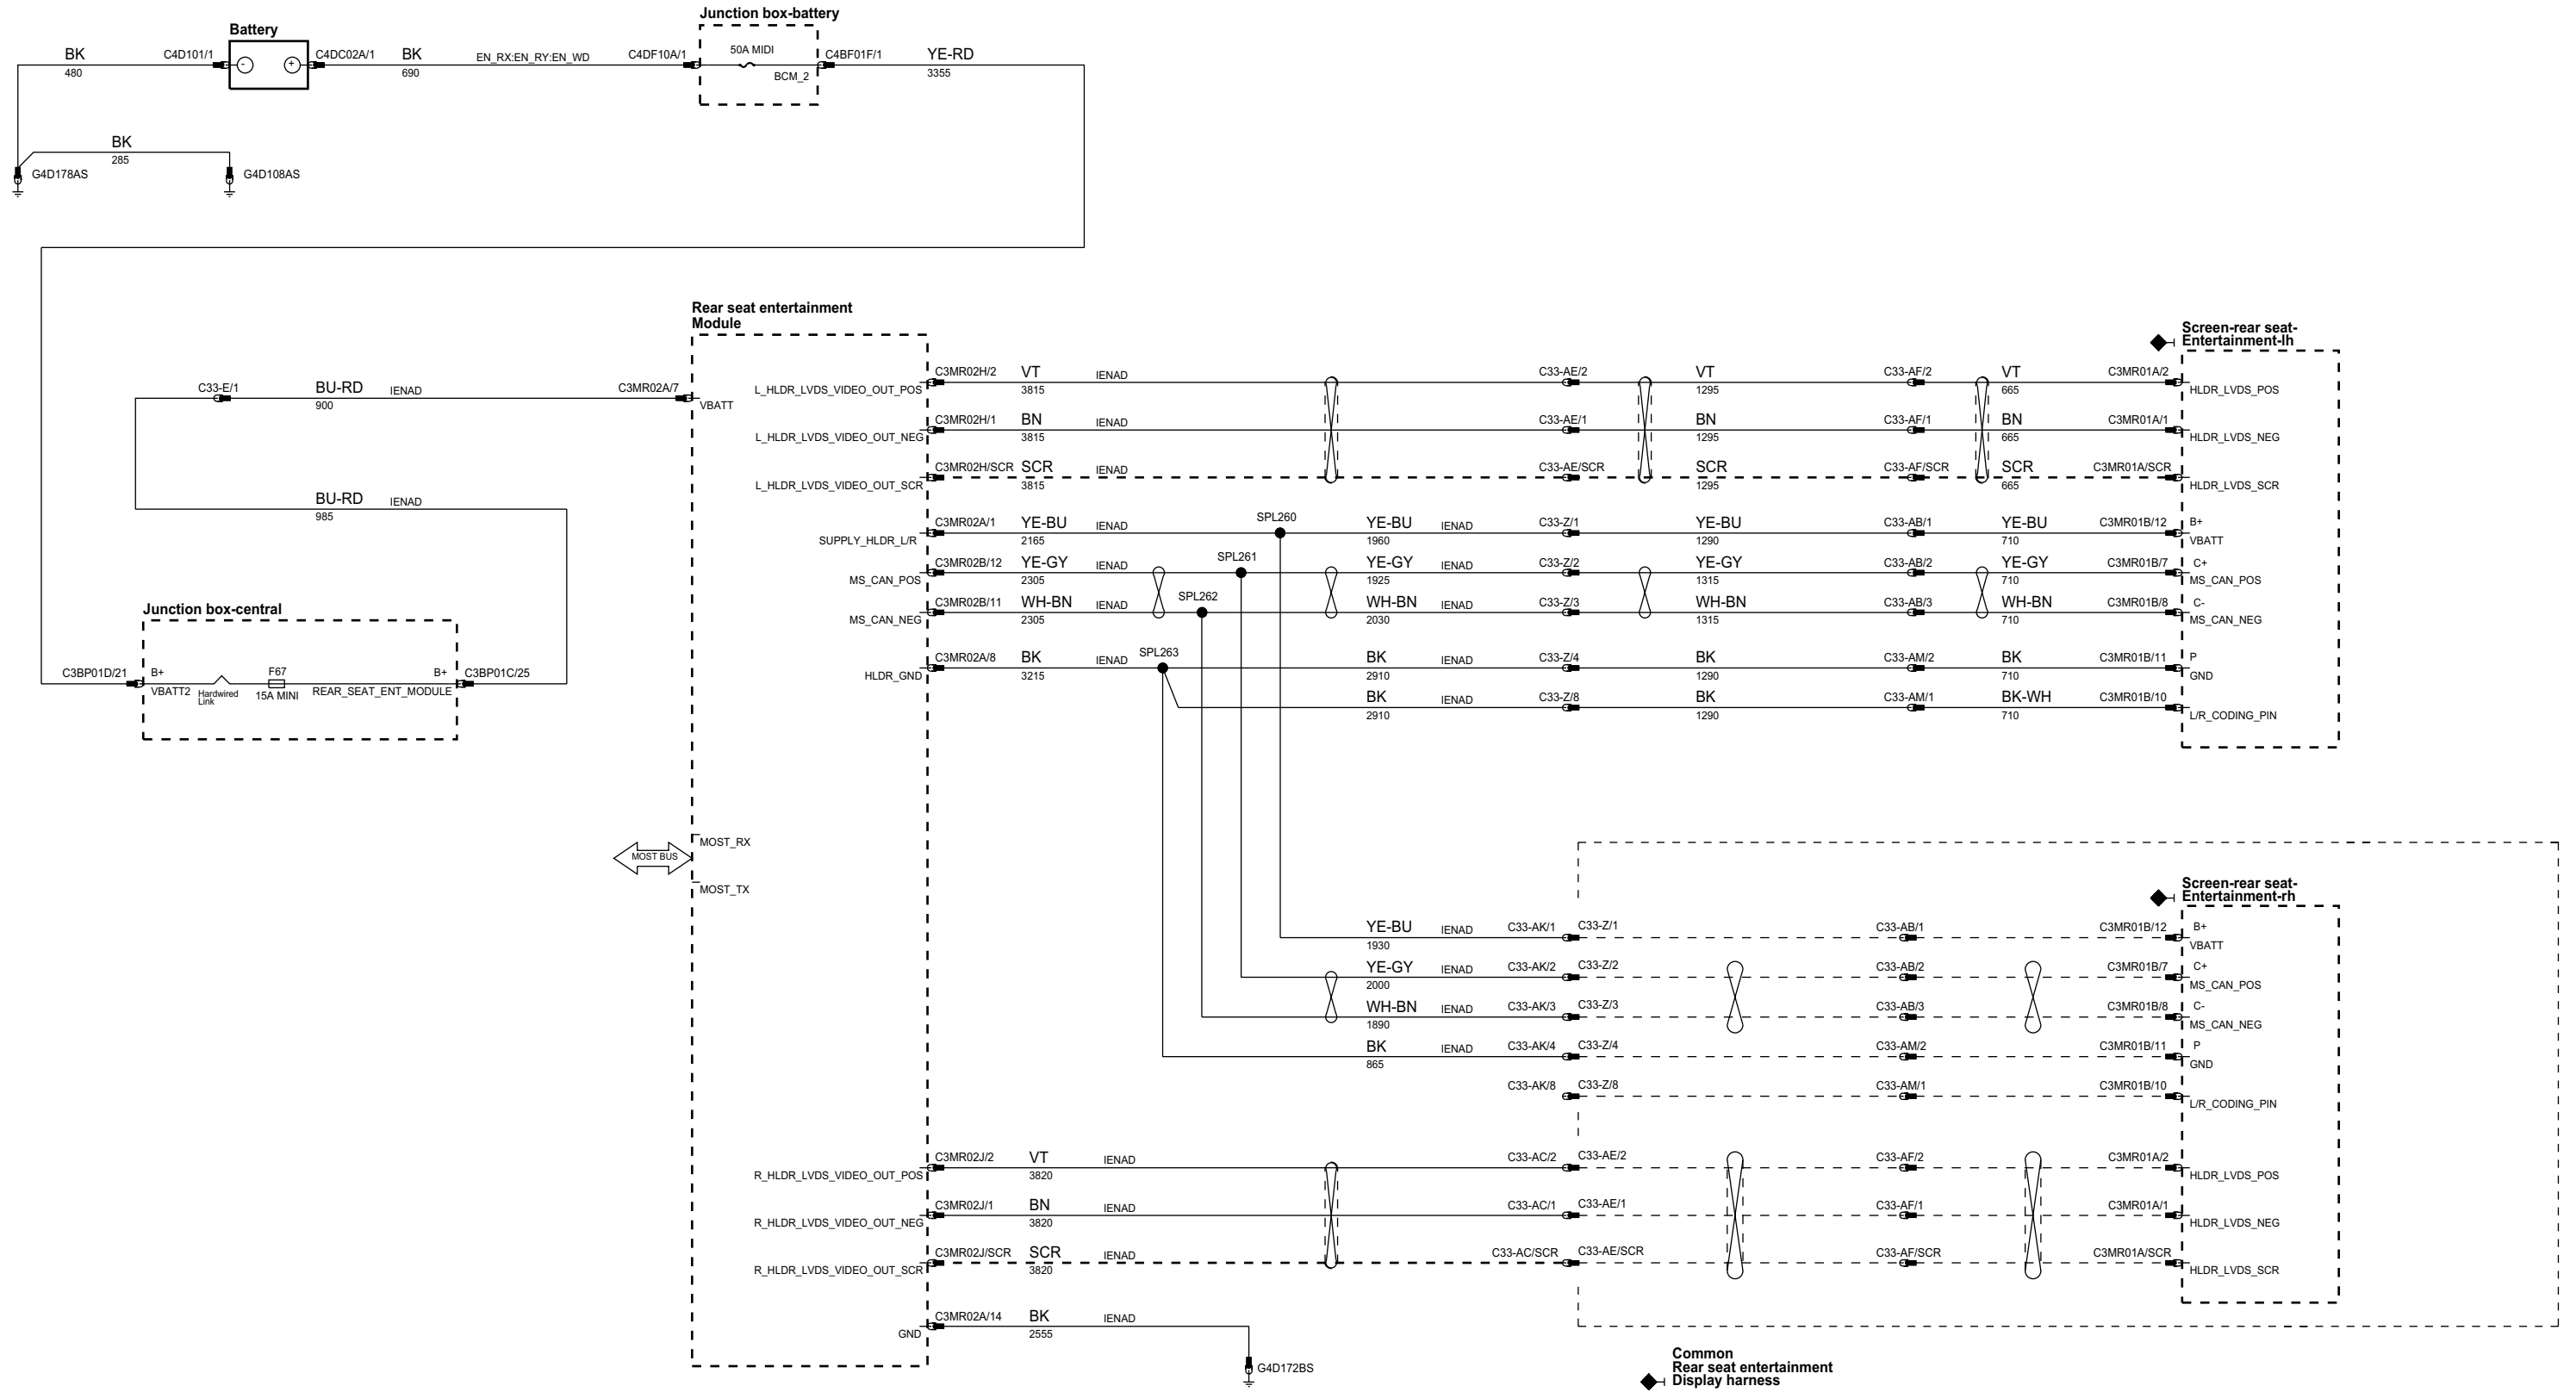 Junction box-battery
Battery
BK
480
C4D101/1
-
+
C4DC02A/1
BK
690
EN_RX:EN_RY:EN_WD
C4DF10A/1
50A MIDI
BCM_2
C4BF01F/1
YE-RD
3355
BK
285
G4D178AS
G4D108AS
Rear seat entertainment
Module
C33-E/1
BU-RD
900
IENAD
C3MR02A/7
VBATT
BU-RD
985
IENAD
Junction box-central
C3BP01D/21
B+
VBATT2
Hardwired
Link
F67
15A MINI
B+
REAR_SEAT_ENT_MODULE
C3BP01C/25
MOST BUS
MOST_RX
MOST_TX
Screen-rear seat-
Entertainment-lh
L_HLDR_LVDS_VIDEO_OUT_POS
C3MR02H/2
VT
3815
IENAD
C33-AE/2
VT
1295
C33-AF/2
VT
665
C3MR01A/2
HLDR_LVDS_POS
L_HLDR_LVDS_VIDEO_OUT_NEG
C3MR02H/1
BN
3815
IENAD
C33-AE/1
BN
1295
C33-AF/1
BN
665
C3MR01A/1
HLDR_LVDS_NEG
L_HLDR_LVDS_VIDEO_OUT_SCR
C3MR02H/SCR
SCR
3815
IENAD
C33-AE/SCR
SCR
1295
C33-AF/SCR
SCR
665
C3MR01A/SCR
HLDR_LVDS_SCR
SUPPLY_HLDR_L/R
C3MR02A/1
YE-BU
2165
IENAD
SPL260
YE-BU
1960
IENAD
C33-Z/1
YE-BU
1290
C33-AB/1
YE-BU
710
C3MR01B/12
B+
VBATT
MS_CAN_POS
C3MR02B/12
YE-GY
2305
IENAD
SPL261
YE-GY
1925
IENAD
C33-Z/2
YE-GY
1315
C33-AB/2
YE-GY
710
C3MR01B/7
C+
MS_CAN_POS
MS_CAN_NEG
C3MR02B/11
WH-BN
2305
IENAD
SPL262
WH-BN
2030
IENAD
C33-Z/3
WH-BN
1315
C33-AB/3
WH-BN
710
C3MR01B/8
C-
MS_CAN_NEG
HLDR_GND
C3MR02A/8
BK
3215
IENAD
SPL263
BK
2910
IENAD
C33-Z/4
BK
1290
C33-AM/2
BK
710
C3MR01B/11
P
GND
BK
2910
IENAD
C33-Z/8
BK
1290
C33-AM/1
BK-WH
710
C3MR01B/10
L/R_CODING_PIN
Screen-rear seat-
Entertainment-rh
YE-BU
1930
IENAD
C33-AK/1
C33-Z/1
C33-AB/1
C3MR01B/12
B+
VBATT
YE-GY
2000
IENAD
C33-AK/2
C33-Z/2
C33-AB/2
C3MR01B/7
C+
MS_CAN_POS
WH-BN
1890
IENAD
C33-AK/3
C33-Z/3
C33-AB/3
C3MR01B/8
C-
MS_CAN_NEG
BK
865
IENAD
C33-AK/4
C33-Z/4
C33-AM/2
C3MR01B/11
P
GND
C33-AK/8
C33-Z/8
C33-AM/1
C3MR01B/10
L/R_CODING_PIN
R_HLDR_LVDS_VIDEO_OUT_POS
C3MR02J/2
VT
3820
IENAD
C33-AC/2
C33-AE/2
C33-AF/2
C3MR01A/2
HLDR_LVDS_POS
R_HLDR_LVDS_VIDEO_OUT_NEG
C3MR02J/1
BN
3820
IENAD
C33-AC/1
C33-AE/1
C33-AF/1
C3MR01A/1
HLDR_LVDS_NEG
R_HLDR_LVDS_VIDEO_OUT_SCR
C3MR02J/SCR
SCR
3820
IENAD
C33-AC/SCR
C33-AE/SCR
C33-AF/SCR
C3MR01A/SCR
HLDR_LVDS_SCR
GND
C3MR02A/14
BK
2555
IENAD
G4D172BS
Common
Rear seat entertainment
Display harness